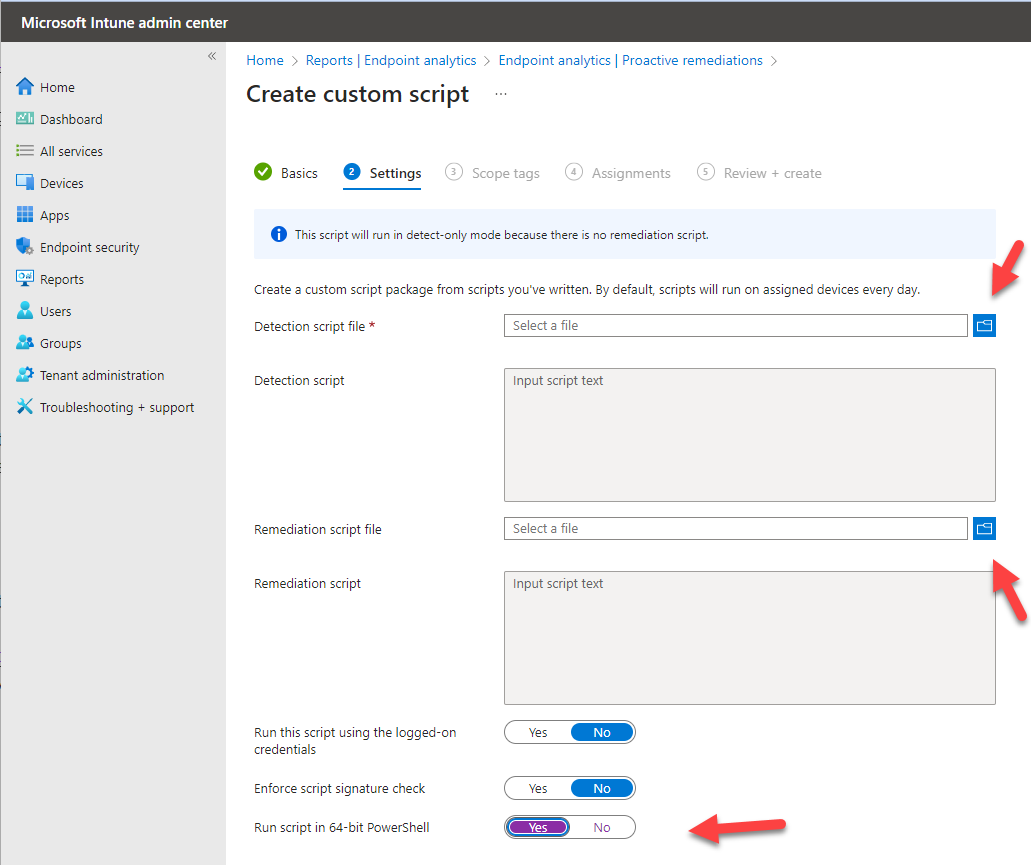 Microsoft Intune admin center
«
Home > Reports | Endpoint analytics > Endpoint analytics | Proactive remediations >
Create custom script ...
Home
Dashboard
All services
Devices
Apps
Endpoint security
Reports
Users
Groups
Tenant administration
Troubleshooting + support
Basics 2 Settings 3 Scope tags 4 Assignments 5 Review + create
This script will run in detect-only mode because there is no remediation script.
Create a custom script package from scripts you've written. By default, scripts will run on assigned devices every day.
Detection script file * Select a file
Detection script Input script text
Remediation script file Select a file
Remediation script Input script text
Run this script using the logged-on
credentials
Yes No
Enforce script signature check Yes No
Run script in 64-bit PowerShell Yes No